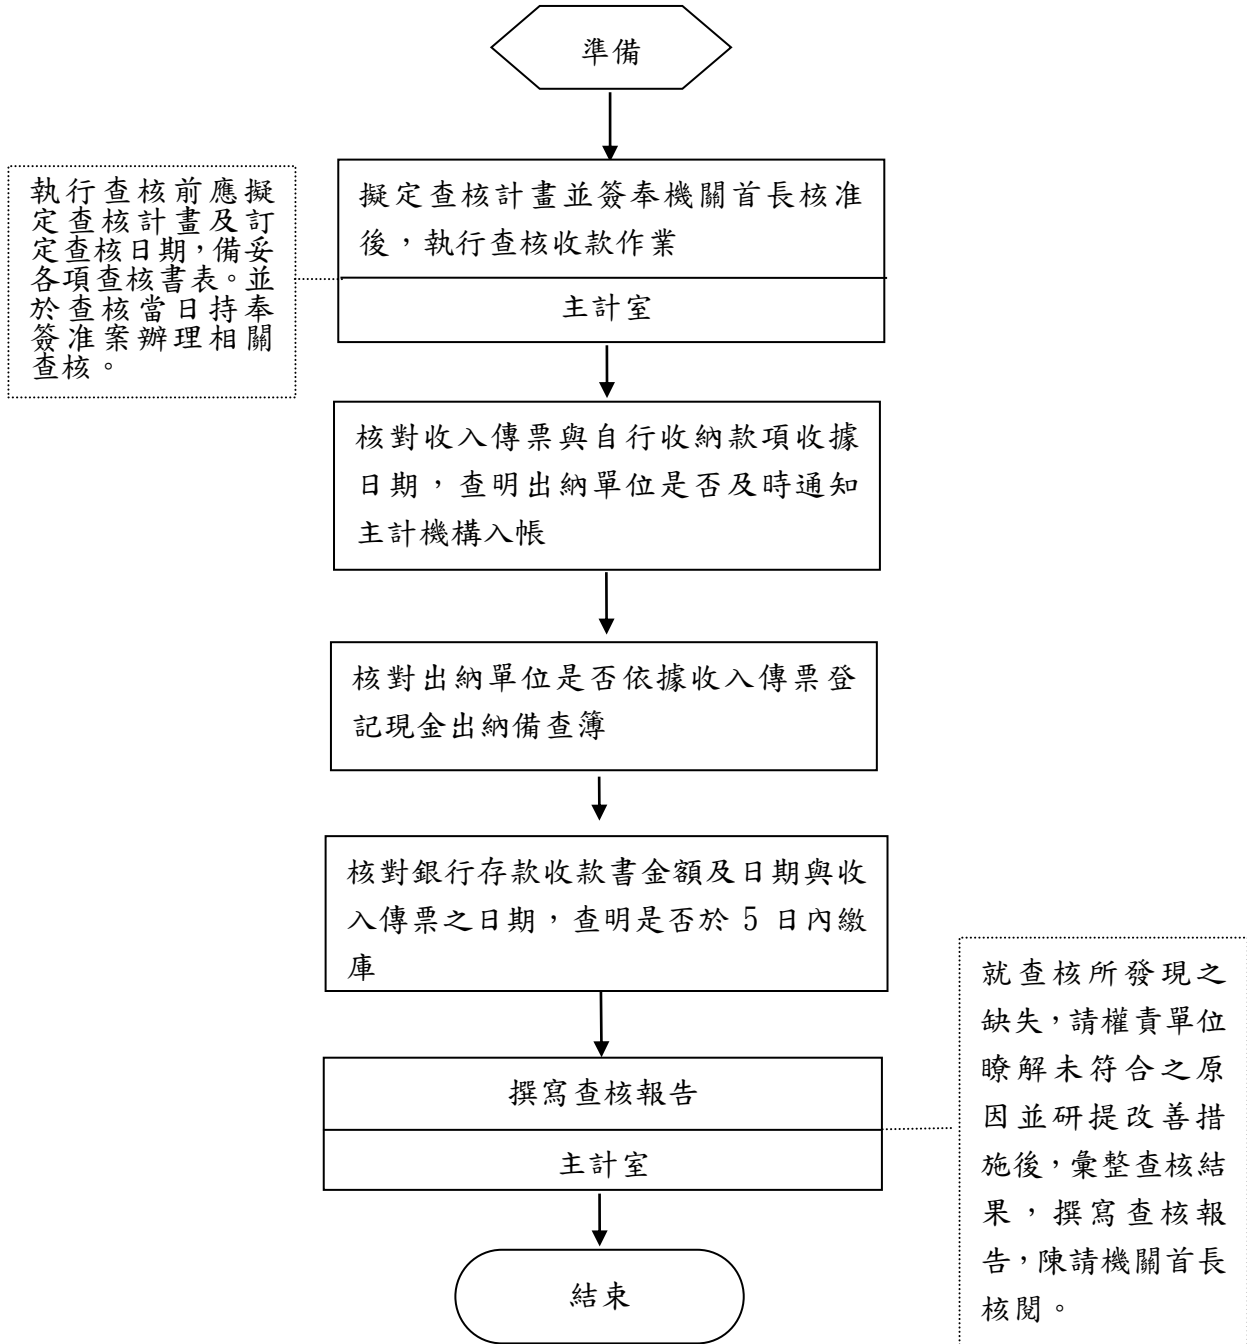 準備
執行查核前應擬
定查核計畫及訂
定查核日期，備妥
各項查核書表。並
於查核當日持奉
簽准案辦理相關
查核。
擬定查核計畫並簽奉機關首長核准
後，執行查核收款作業
主計室
核對收入傳票與自行收納款項收據
日期，查明出納單位是否及時通知
主計機構入帳
核對出納單位是否依據收入傳票登
記現金出納備查簿
核對銀行存款收款書金額及日期與收
入傳票之日期，查明是否於 5 日內繳
庫
撰寫查核報告
主計室
就查核所發現之
缺失，請權責單位
瞭解未符合之原
因並研提改善措
施後，彙整查核結
果，撰寫查核報
告，陳請機關首長
核閱。
結束